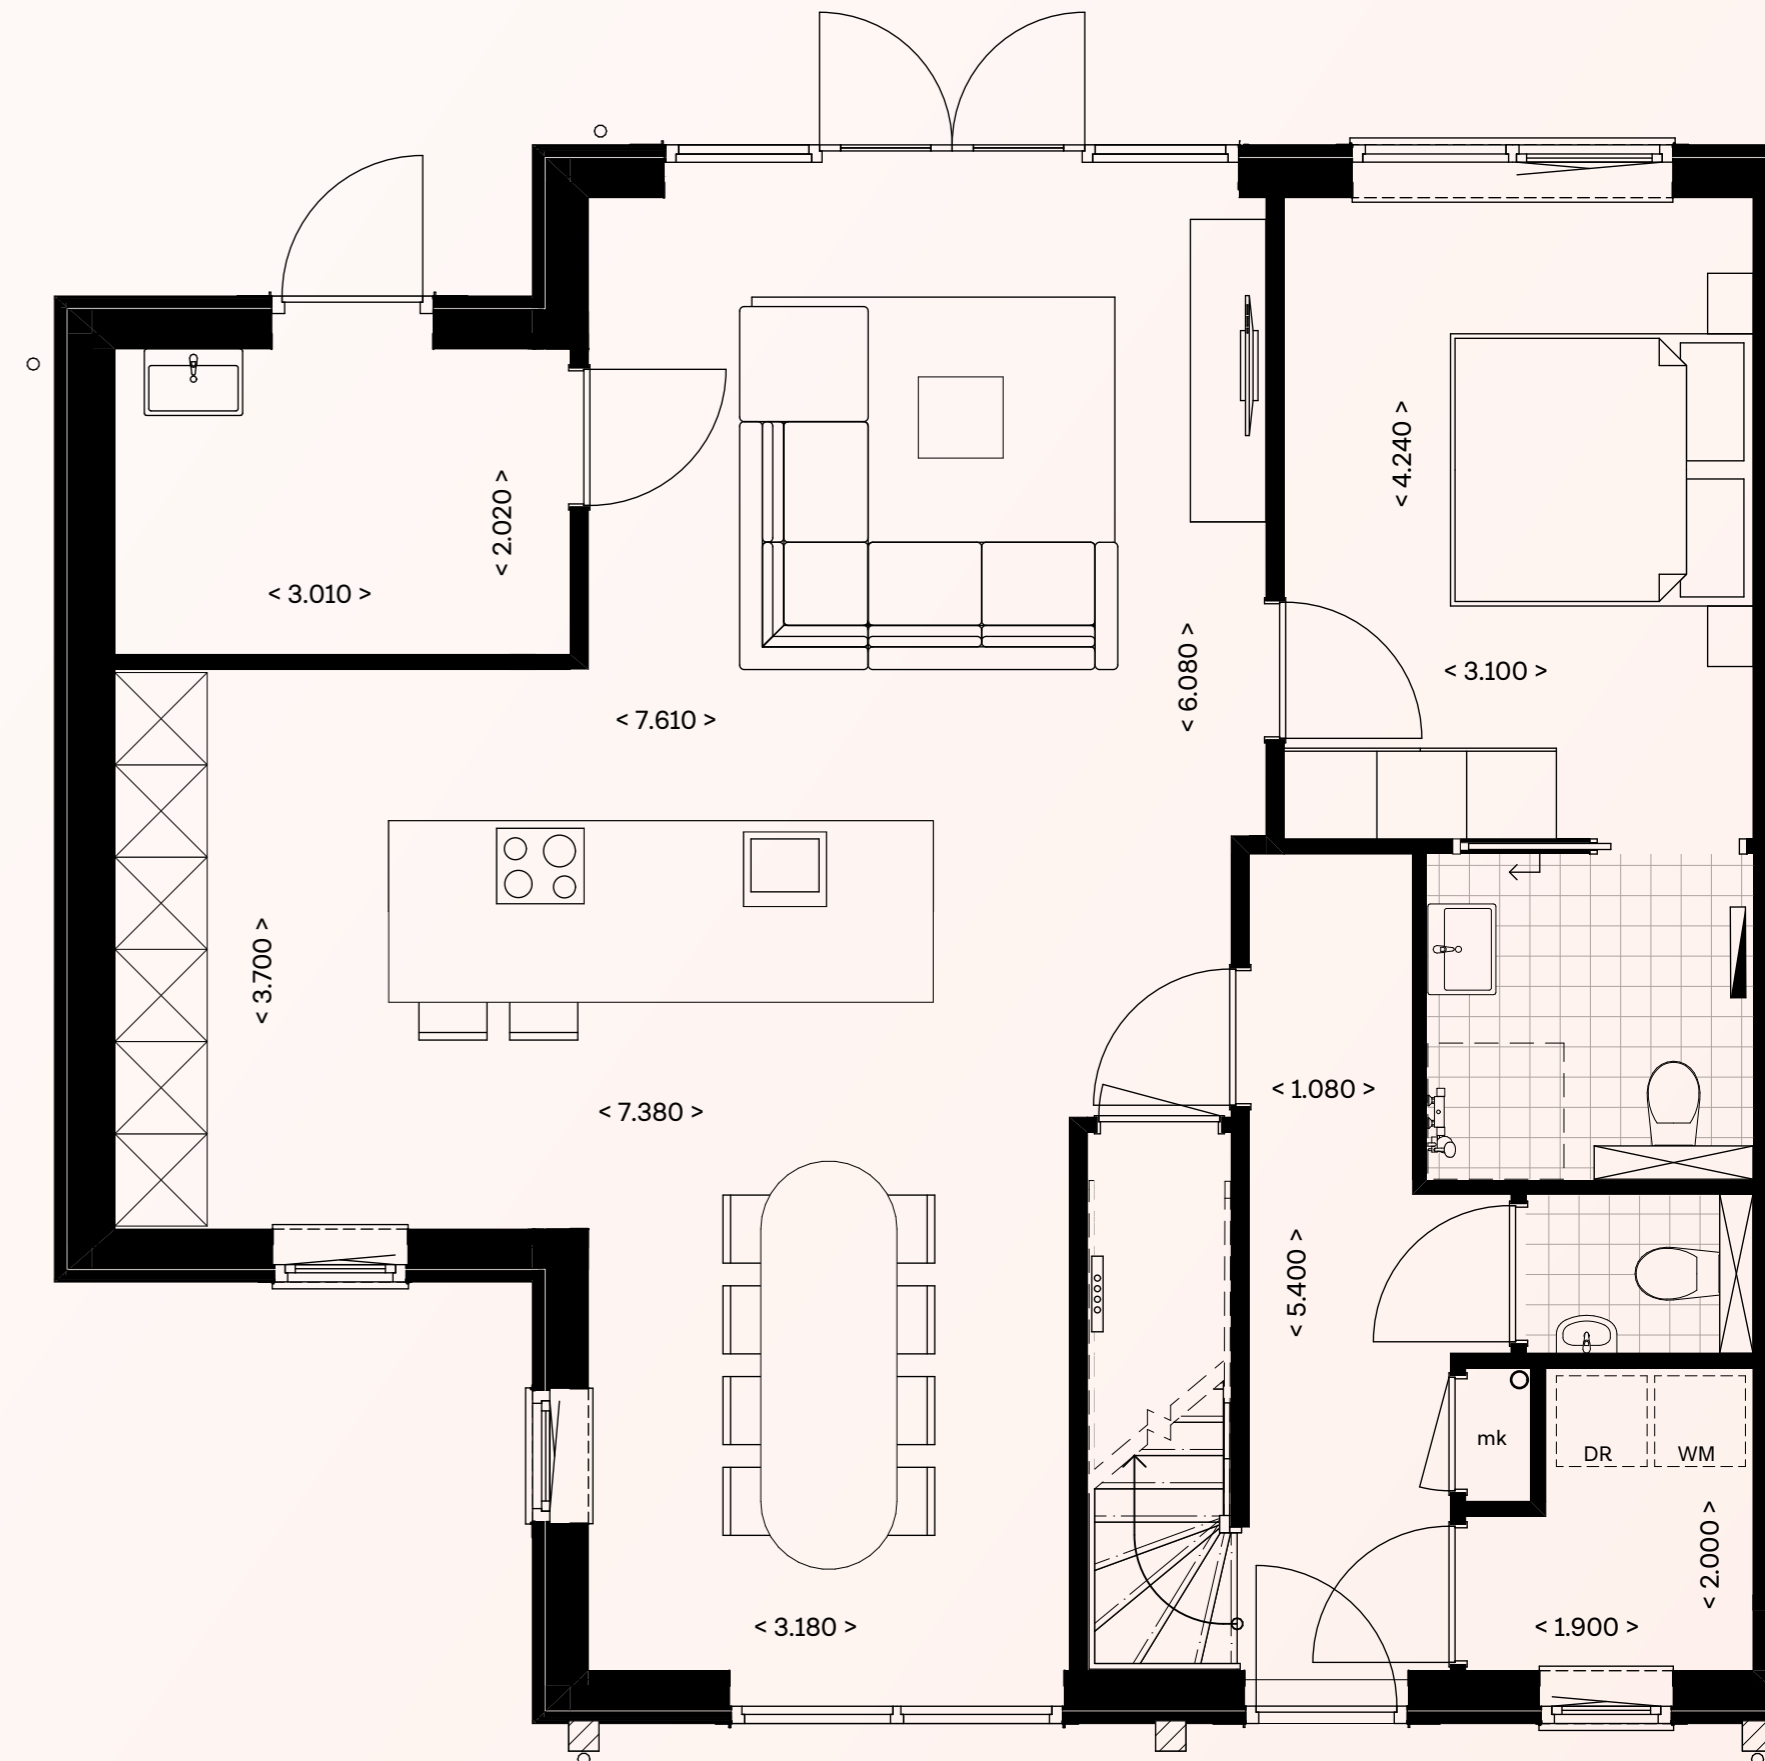 < 4.240 >
< 2.020 >
< 3.010 >
< 6.080 >
< 3.100 >
< 7.610 >
< 3.700 >
< 1.080 >
< 7.380 >
< 5.400 >
mk
DR
WM
< 2.000 >
< 3.180 >
< 1.900 >